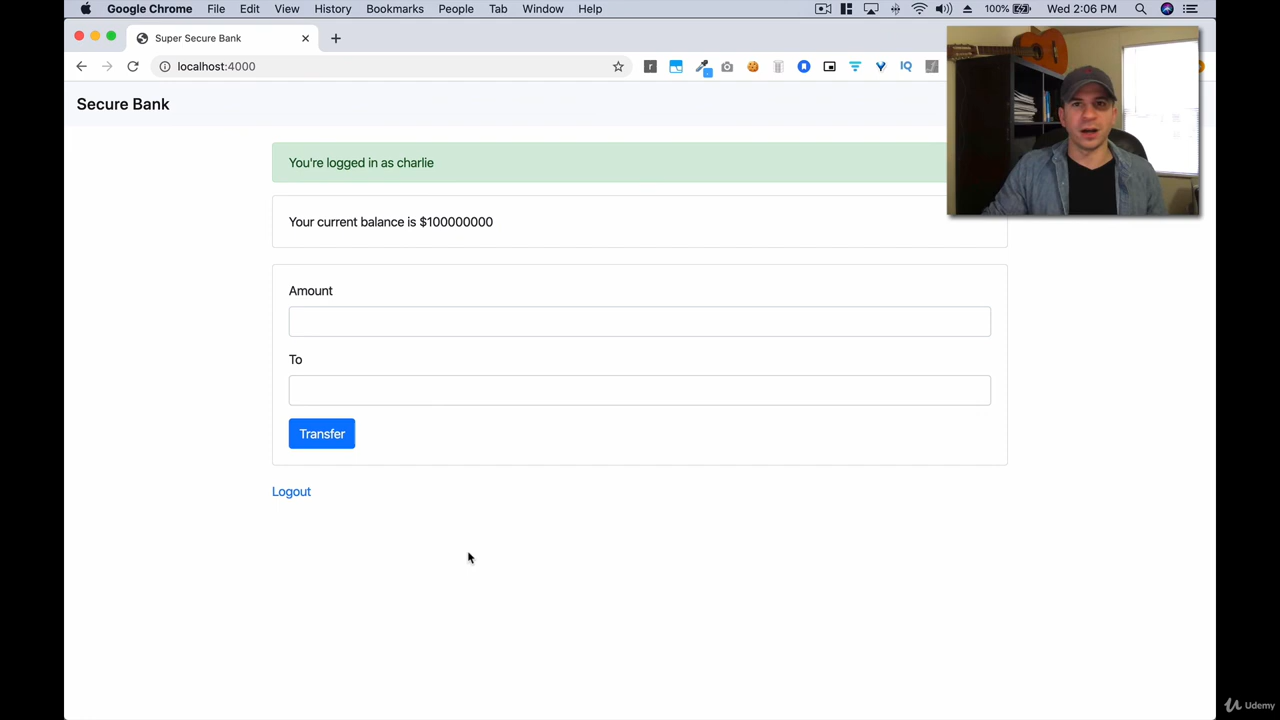 Google Chrome File Edit View History Bookmarks People Tab Window Help 100% Wed 2:06 PM
Super Secure Bank
localhost:4000
r
IQ
Secure Bank
You're logged in as charlie
Your current balance is $100000000
Amount
To
Transfer
Logout
Udemy